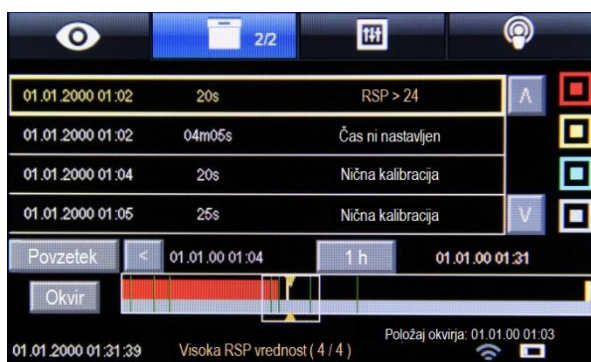 2/2
01.01.2000 01:02 20s RSP > 24
01.01.2000 01:02 04m05s Čas ni nastavljen
01.01.2000 01:04 20s Nična kalibracija
01.01.2000 01:05 25s Nična kalibracija
Povzetek < 01.01.00 01:04 1 h 01.01.00 01:31
Okvir
Položaj okvirja: 01.01.00 01:03
01.01.2000 01:31:39 Visoka RSP vrednost ( 4 / 4 )